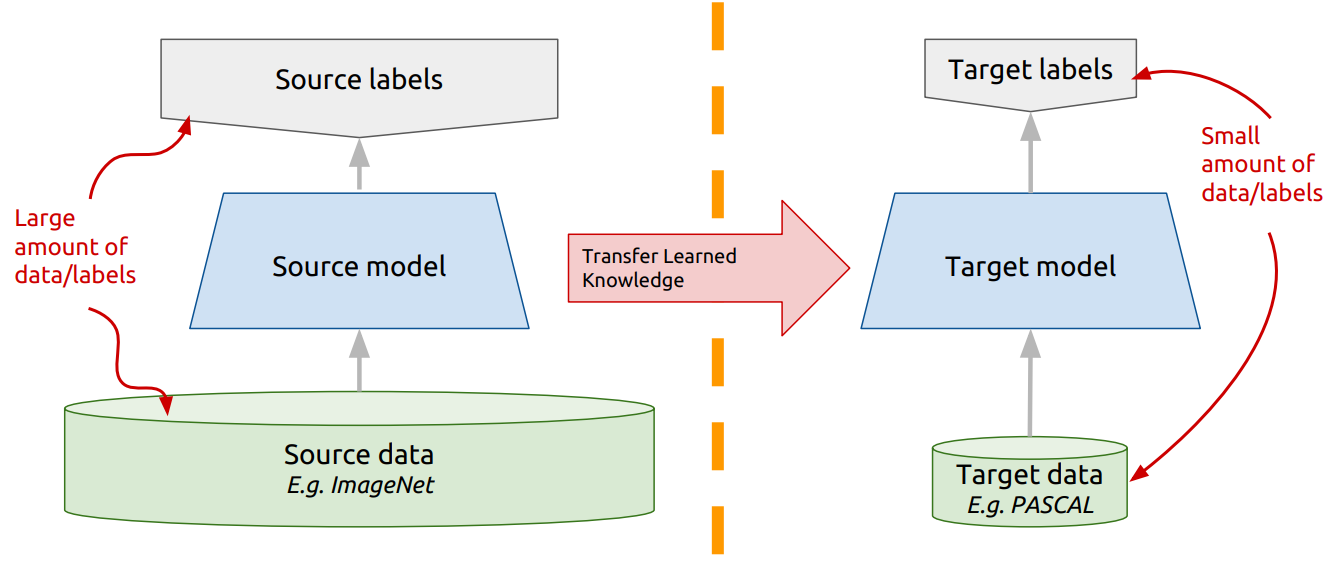 Source labels
Large
amount of
data/labels
Source model
Source data
E.g. ImageNet
Transfer Learned
Knowledge
Target labels
Small
amount of
data/labels
Target model
Target data
E.g. PASCAL